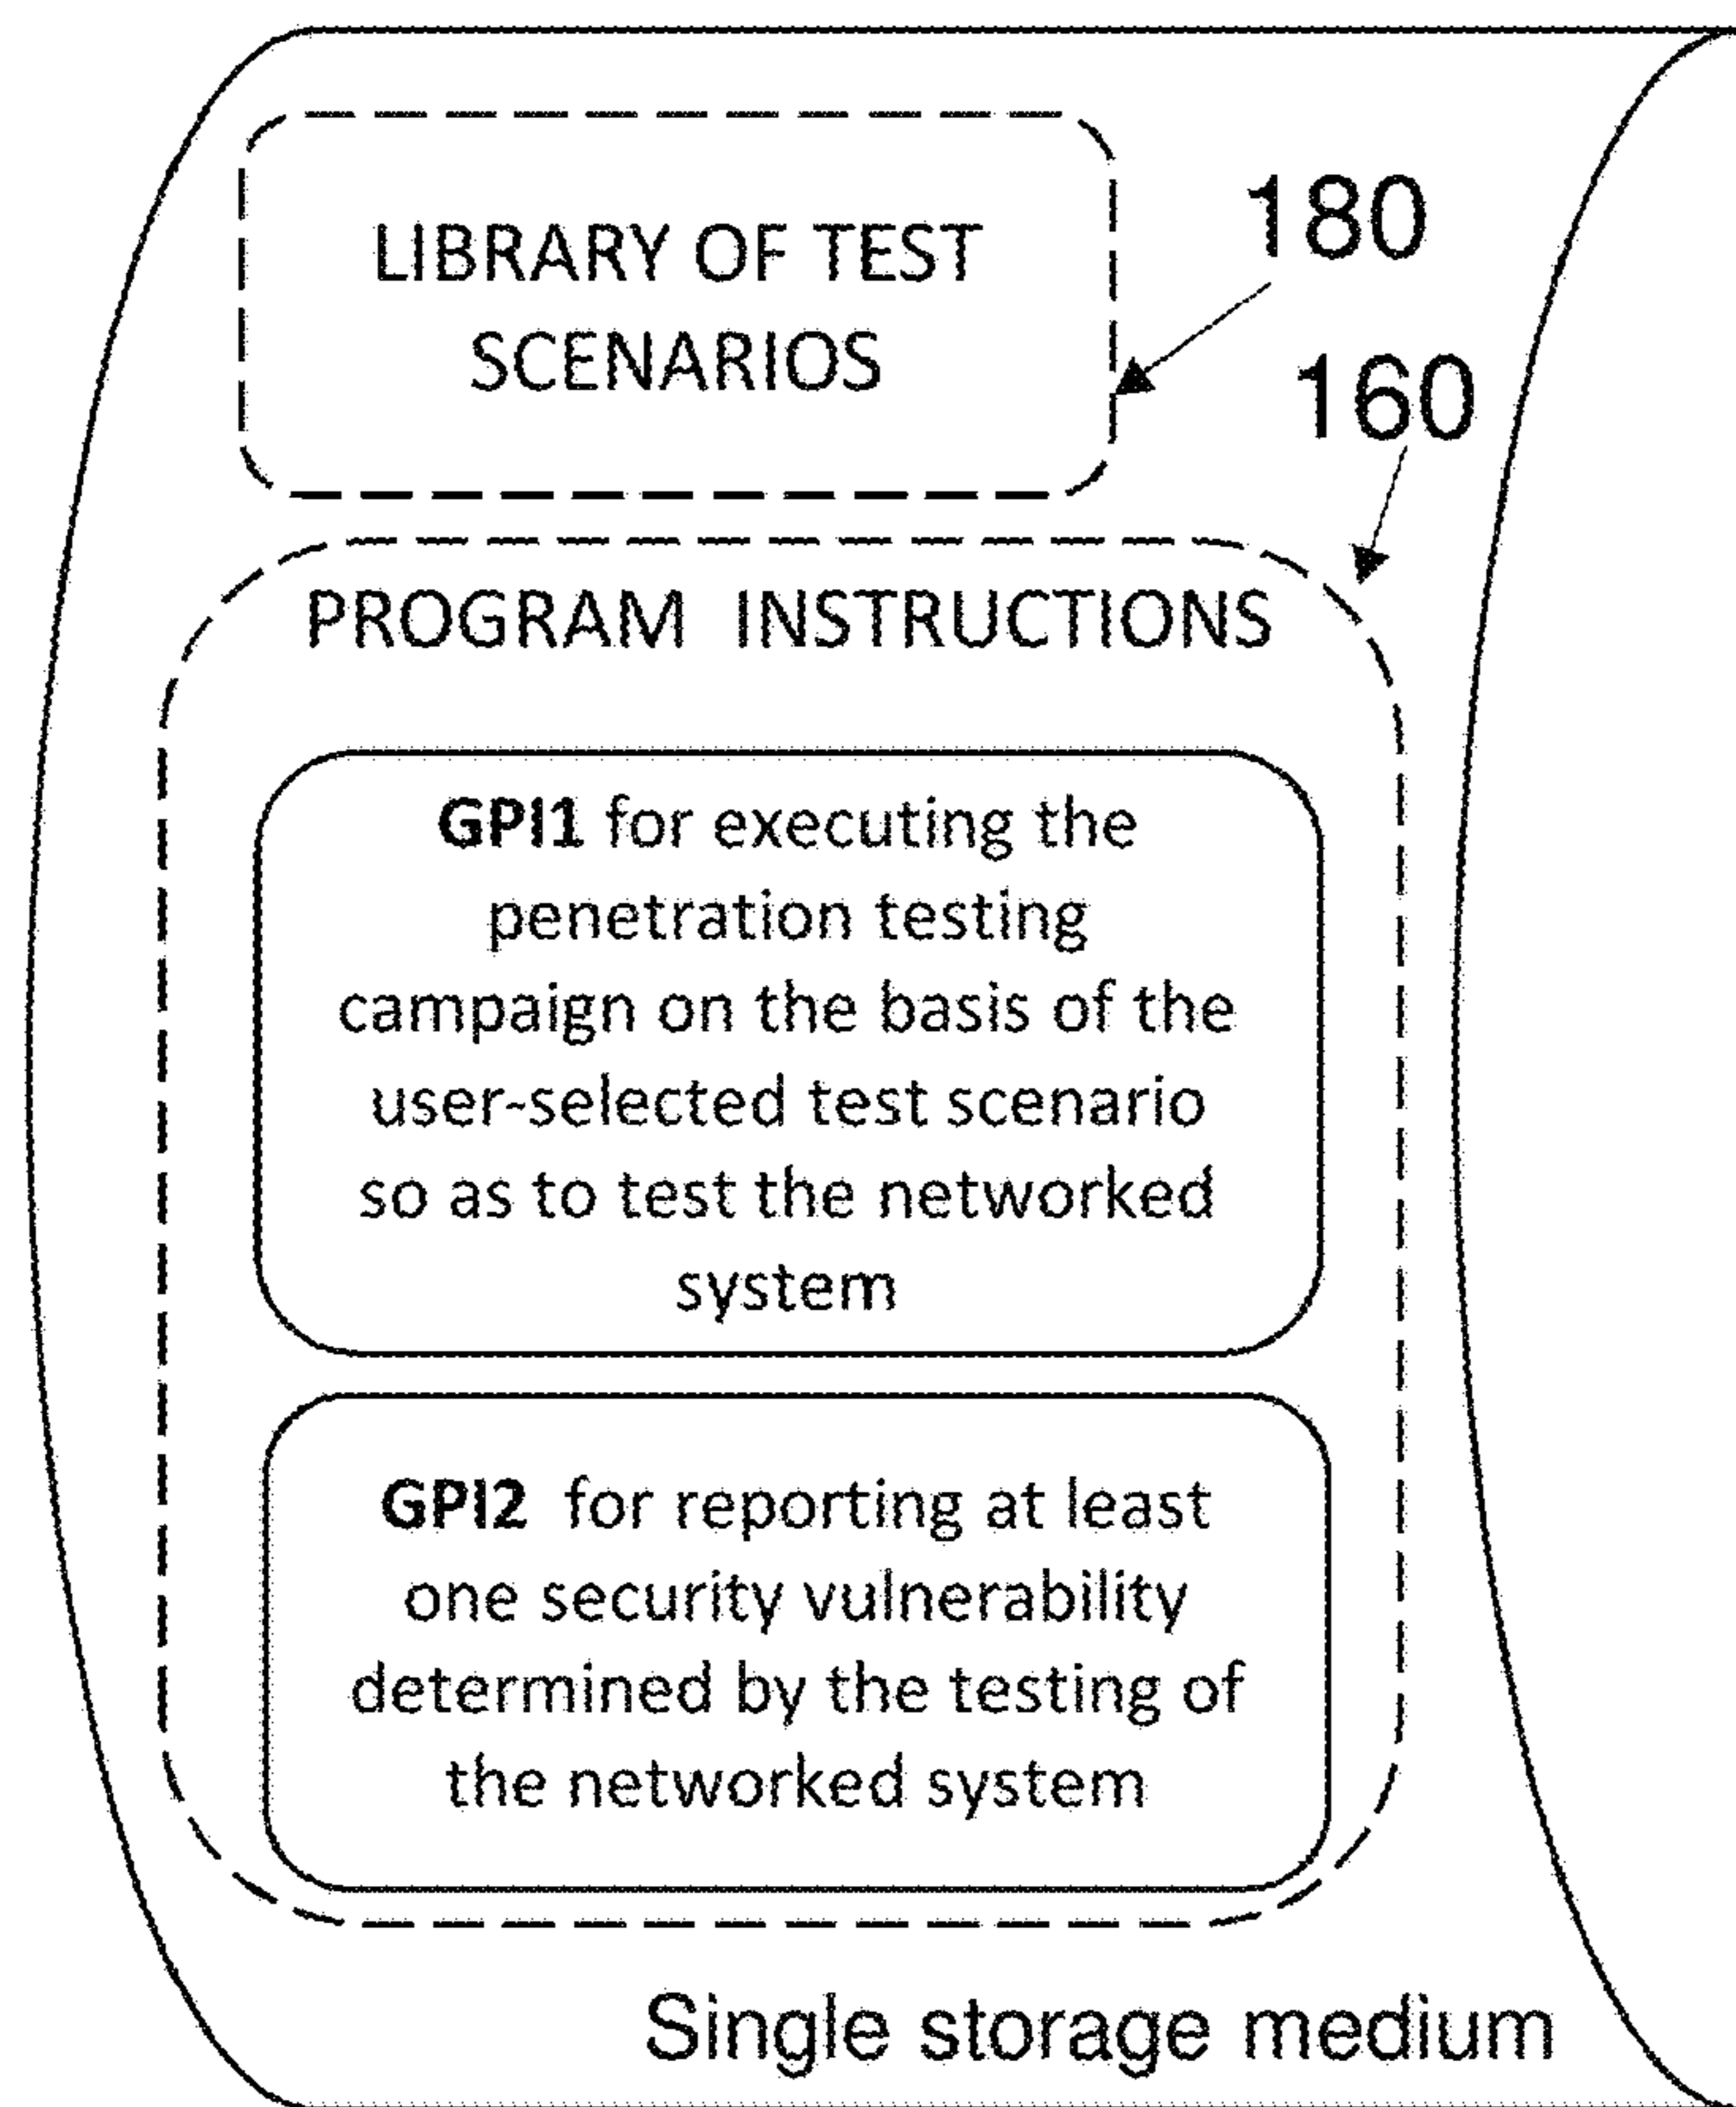 LIBRARY OF TEST
SCENARIOS
180
160
PROGRAM INSTRUCTIONS
GPI1 for executing the
penetration testing
campaign on the basis of the
user-selected test scenario
so as to test the networked
system
GPI2 for reporting at least
one security vulnerability
determined by the testing of
the networked system
Single storage medium